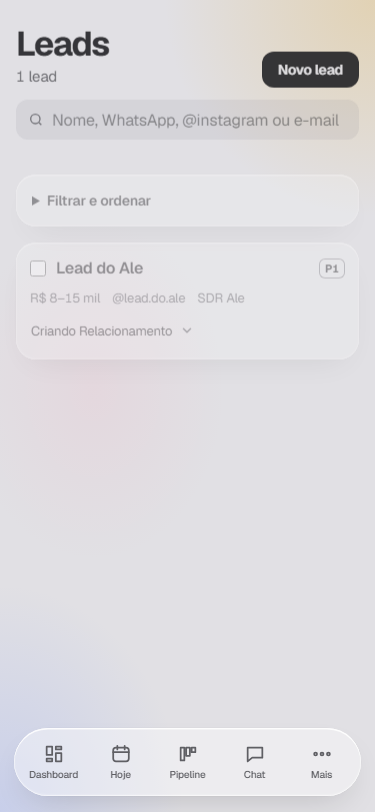 Leads
1 lead
Novo lead
Nome, WhatsApp, @instagram ou e-mail
Filtrar e ordenar
Lead do Ale
P1
R$ 8–15 mil @lead.do.ale SDR Ale
Criando Relacionamento
Dashboard Hoje Pipeline Chat Mais